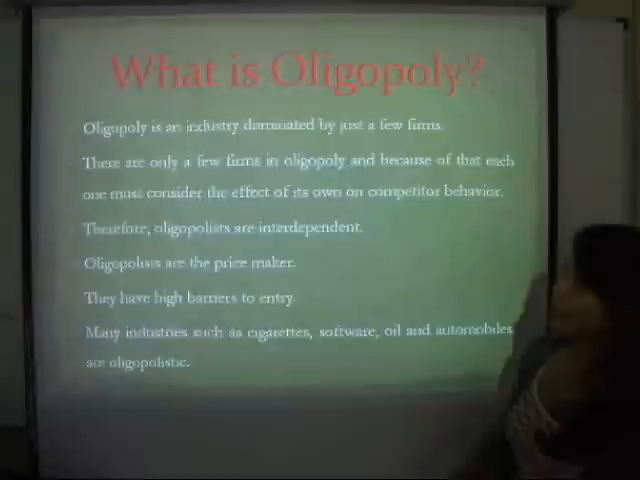 What is Oligopoly?
Oligopoly is an industry dominated by just a few firms.
There are only a few firms in oligopoly and because of that each
one must consider the effect of its own on competitor behavior.
Therefore, oligopolists are interdependent.
Oligopolists are the price maker.
They have high barriers to entry.
Many industries such as cigarettes, software, oil and automobiles
are oligopolistic.